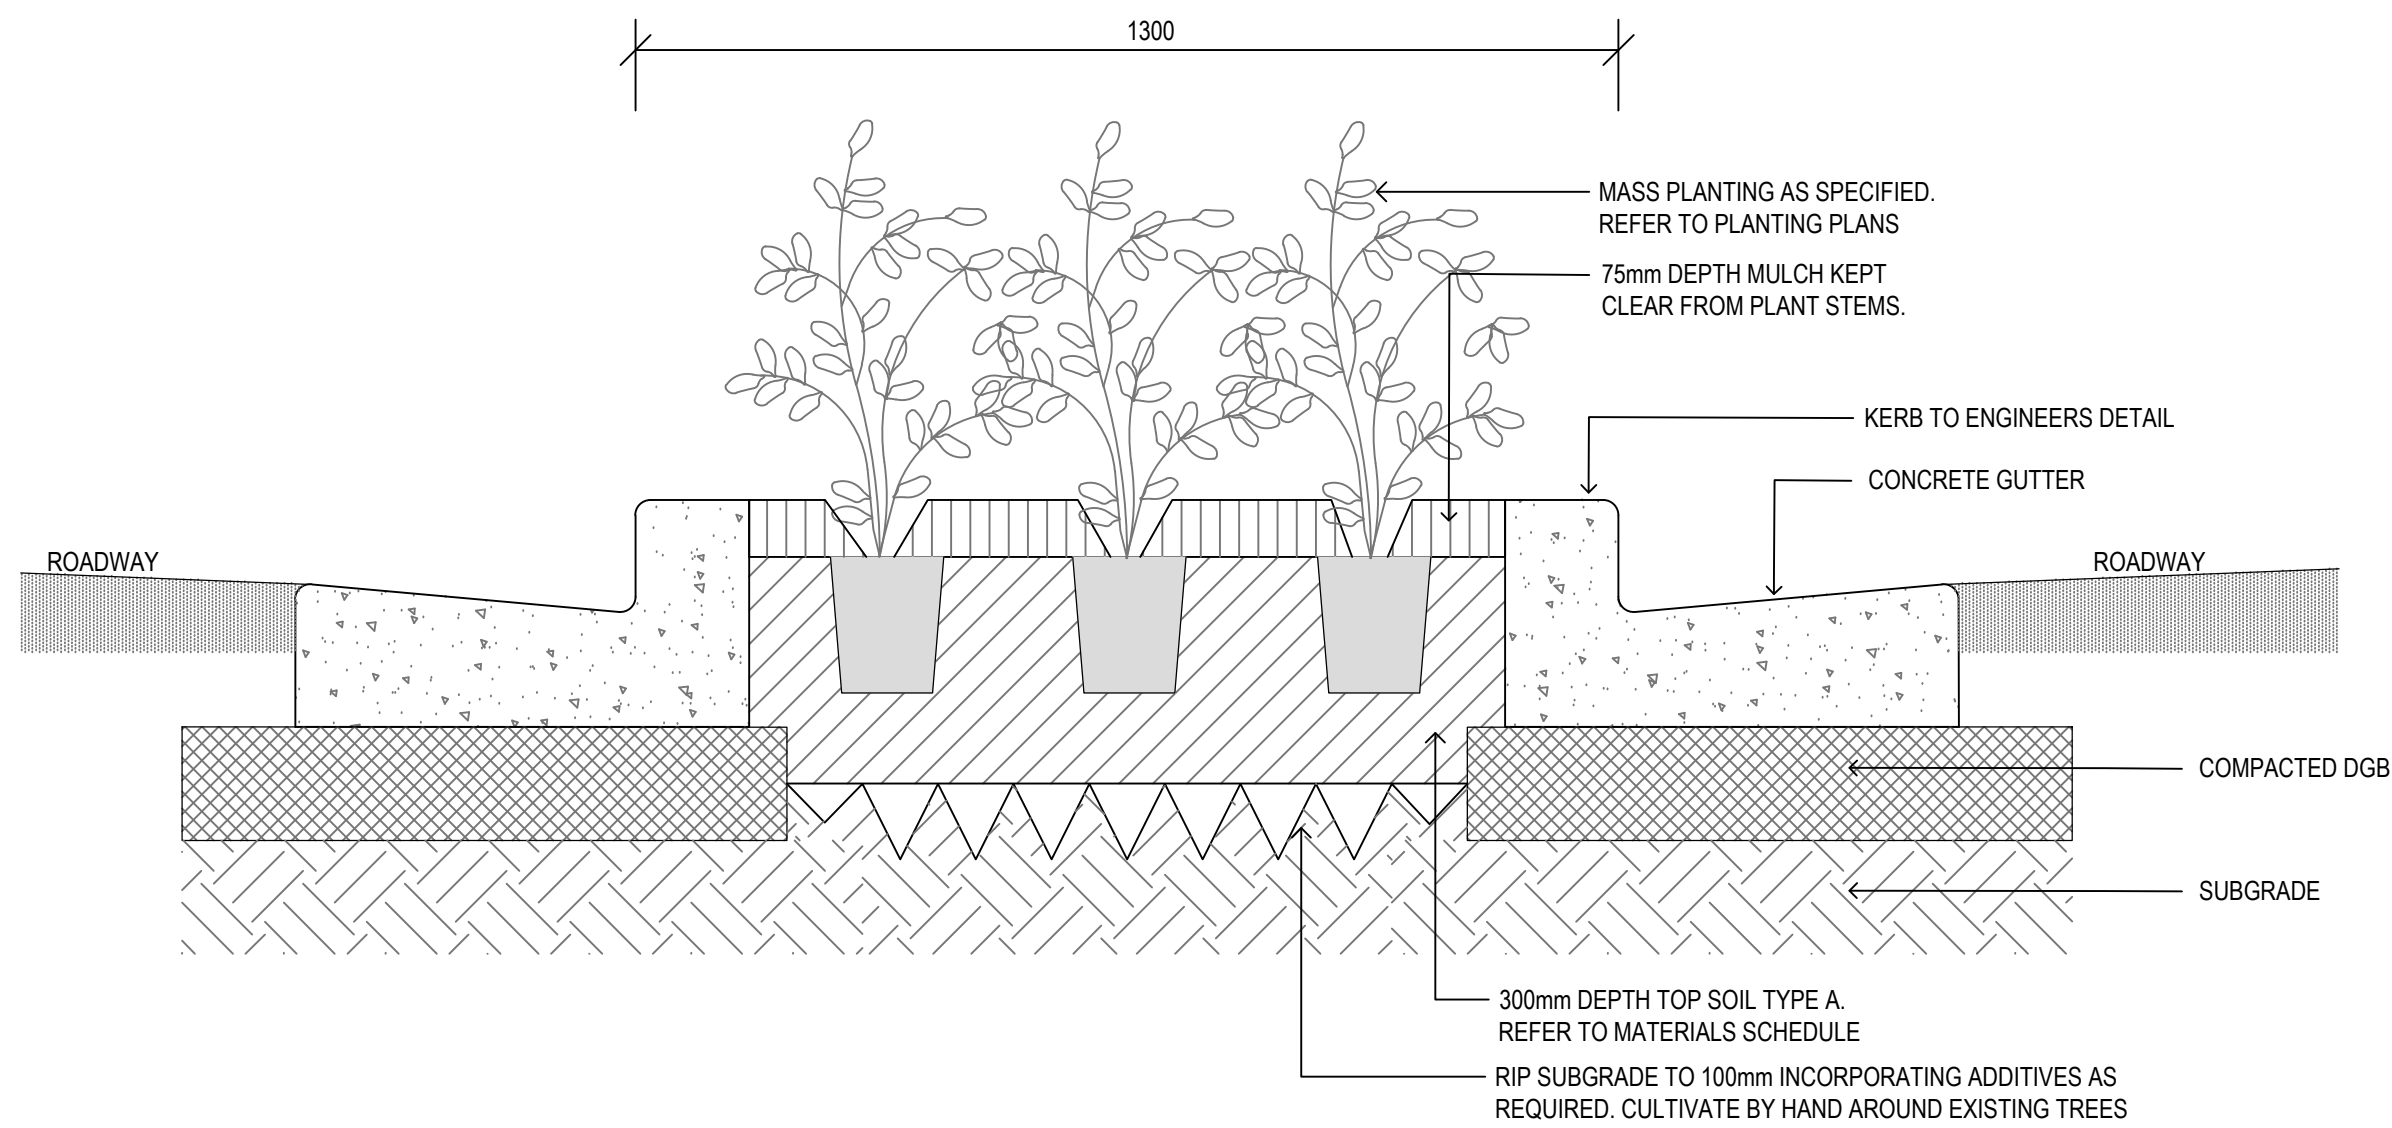 1300
MASS PLANTING AS SPECIFIED.
REFER TO PLANTING PLANS
75mm DEPTH MULCH KEPT
CLEAR FROM PLANT STEMS.
KERB TO ENGINEERS DETAIL
CONCRETE GUTTER
ROADWAY
ROADWAY
COMPACTED DGB
SUBGRADE
300mm DEPTH TOP SOIL TYPE A.
REFER TO MATERIALS SCHEDULE
RIP SUBGRADE TO 100mm INCORPORATING ADDITIVES AS
REQUIRED. CULTIVATE BY HAND AROUND EXISTING TREES